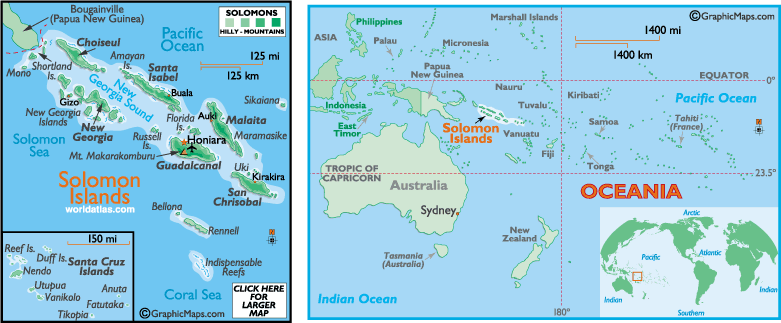 Bougainville
(Papua New Guinea)
SOLOMONS
HILLY - MOUNTAINS
Pacific
Ocean
125 mi
125 km
Choiseul
Amayan
Is.
Shortland
Is.
Mono
Santa
Isabel
New
Georgia Sound
Buala
Sikaiana
Gizo
New Georgia
Islands
New
Georgia
Florida
Is.
Auki
Malaita
Maramasike
Solomon
Sea
Russell
Is.
Honiara
Mt. Makarakomburu
Guadalcanal
Uki
Kirakira
San
Chrisobal
Solomon
Islands
worldatlas.com
Bellona
Rennell
Indispensable
Reefs
Coral Sea
CLICK HERE
FOR
LARGER
MAP
©GraphicMaps.com
150 mi
Reef Is.
Duff Is.
Nendo
Santa Cruz
Islands
Utupua
Vanikolo
Anuta
Fatutaka
Tikopia
©GraphicMaps.com
1400 mi
1400 km
Philippines
ASIA
Palau
Marshall Islands
Micronesia
Papua
New Guinea
EQUATOR
0°
Nauru
Kiribati
Pacific Ocean
Indonesia
East
Timor
Tuvalu
Solomon
Islands
Vanuatu
Samoa
Tahiti
(France)
Fiji
Tonga
TROPIC OF
CAPRICORN
23.5°
Australia
OCEANIA
Sydney
New
Zealand
Tasmania
(Australia)
Indian Ocean
180°
Arctic
Pacific
Atlantic
Indian
Indian
Southern